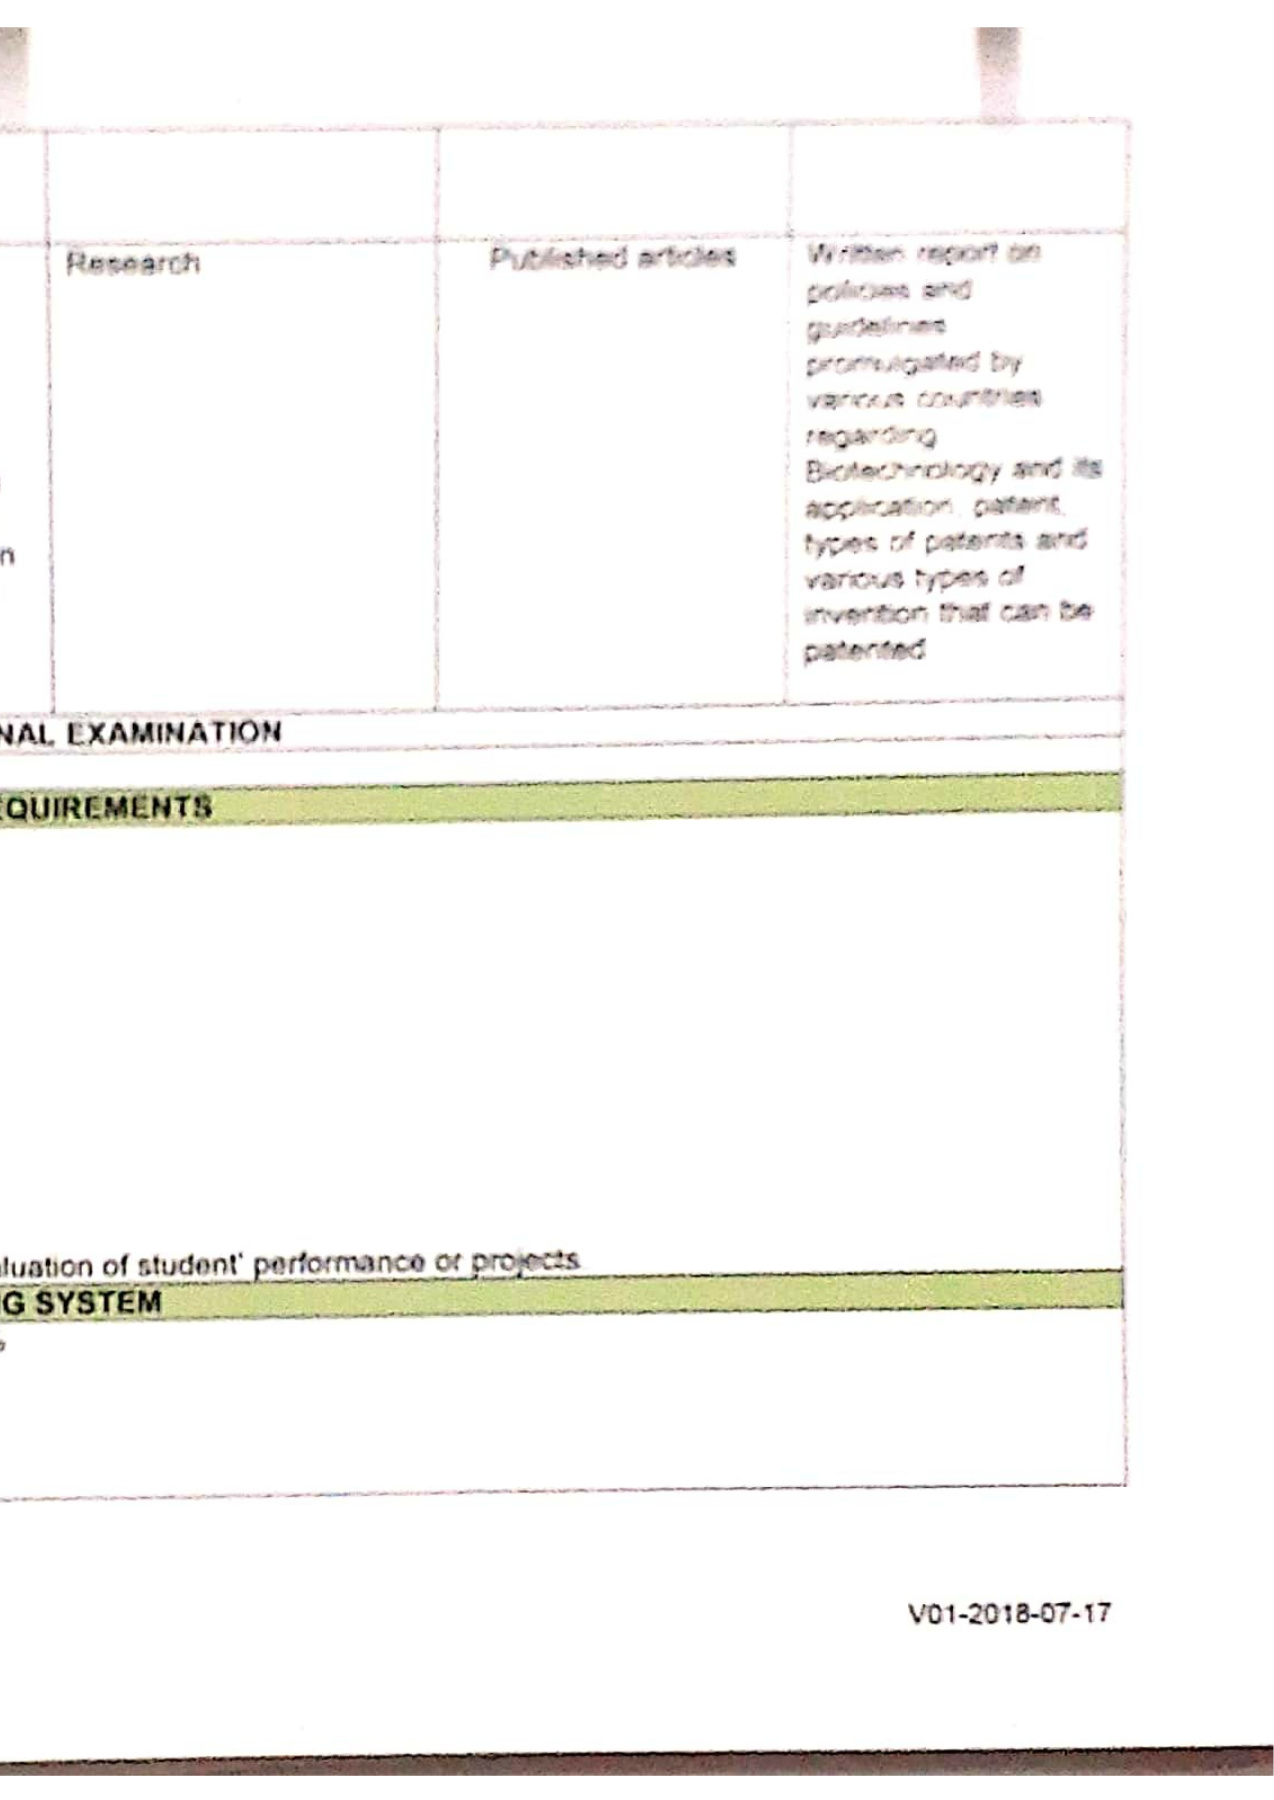 Research
Published articles
Written report on
policies and
guidelines
promulgated by
various countries
regarding
Biotechnology and its
application, patent,
types of patents and
various types of
invention that can be
patented
n
NAL EXAMINATION
EQUIREMENTS
aluation of student' performance or projects
G SYSTEM
V01-2018-07-17